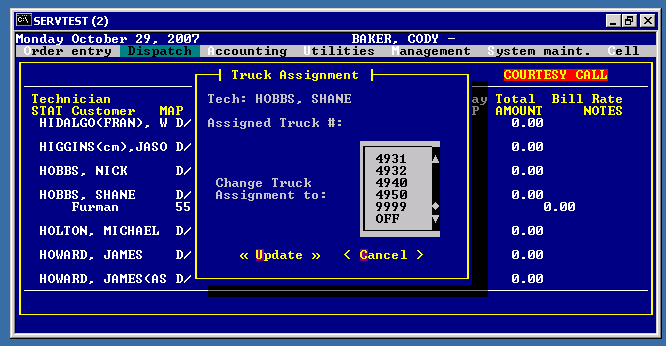 SERVTEST (2)
Monday October 29, 2007 BAKER, CODY -
Order entry Dispatch Accounting Utilities Management System maint. Cell
Truck Assignment
COURTESY CALL
Technician Tech: HOBBS, SHANE ay Total Bill Rate
STAT Customer MAP P AMOUNT NOTES
HIDALGO(FRAN), W D/ Assigned Truck #: 0.00
HIGGINS(cn),JASO D/ 0.00
4931
4932
HOBBS, NICK D/ 0.00
4940
Change Truck
HOBBS, SHANE D/ Assignment to: 4950 0.00
Furman 55 9999 0.00
OFF
HOLTON, MICHAEL D/ 0.00
HOWARD, JAMES D/ « Update » < Cancel > 0.00
HOWARD, JAMES(AS D/ 0.00